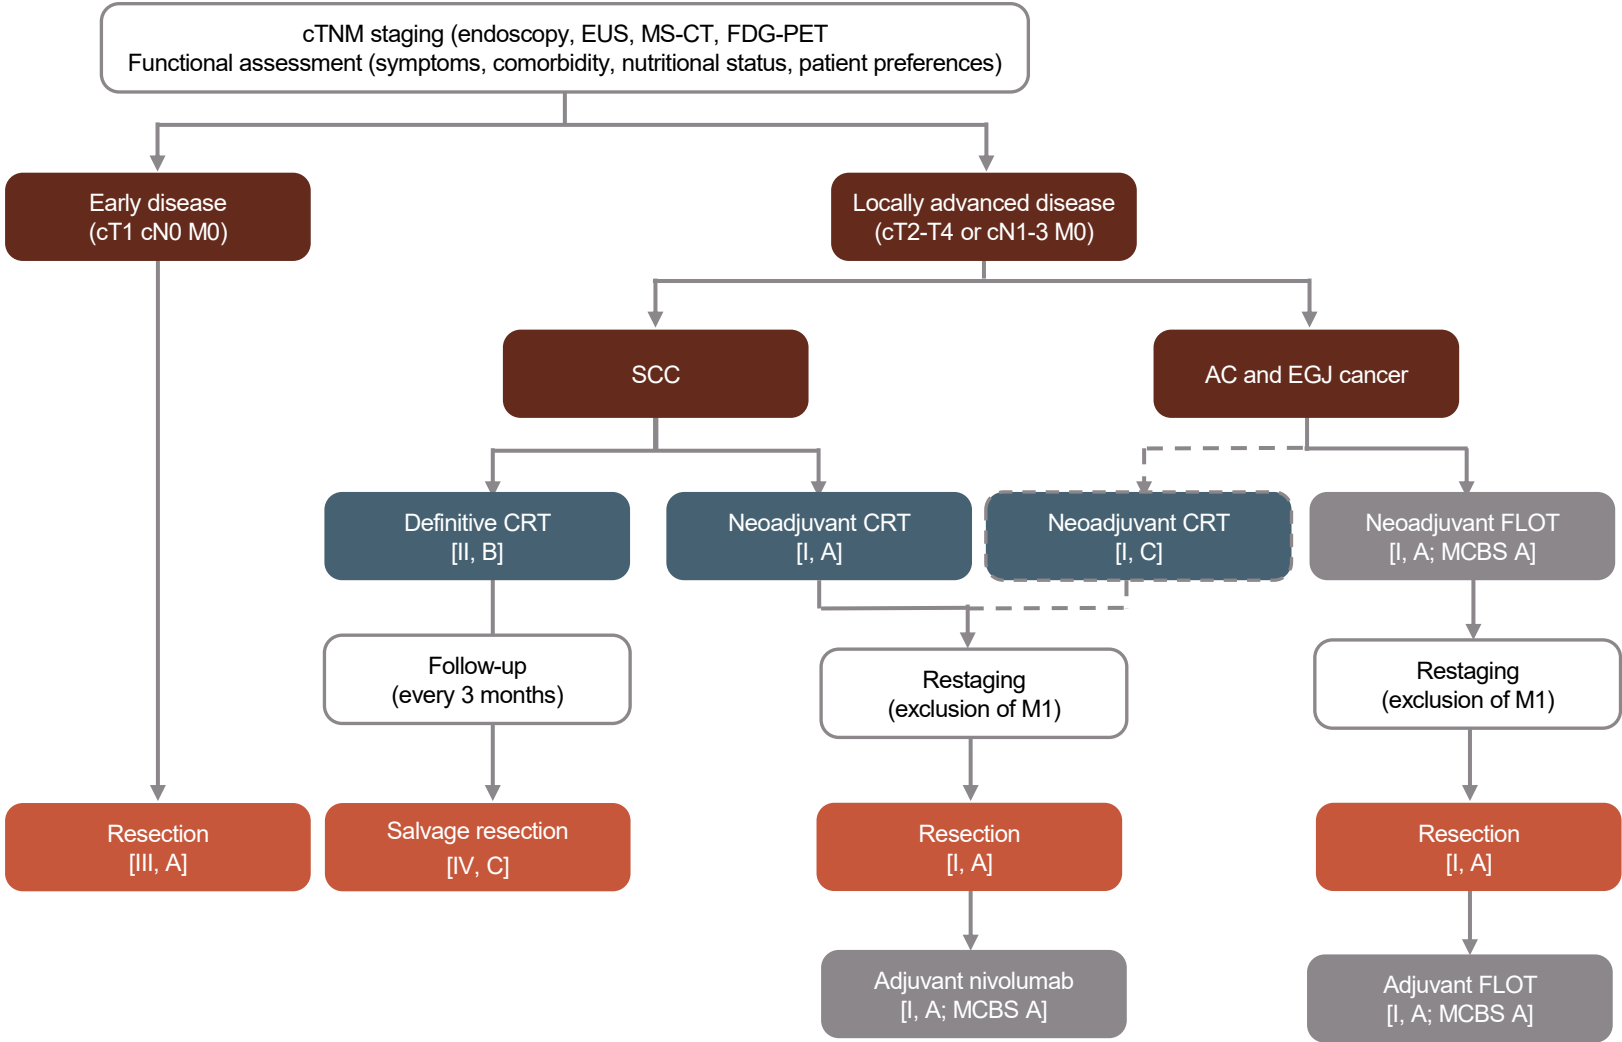 cTNM staging (endoscopy, EUS, MS-CT, FDG-PET
Functional assessment (symptoms, comorbidity, nutritional status, patient preferences)
Early disease
(cT1 cN0 M0)
Locally advanced disease
(cT2-T4 or cN1-3 M0)
SCC
AC and EGJ cancer
Definitive CRT
[II, B]
Neoadjuvant CRT
[I, A]
Neoadjuvant CRT
[I, C]
Neoadjuvant FLOT
[I, A; MCBS A]
Follow-up
(every 3 months)
Restaging
(exclusion of M1)
Restaging
(exclusion of M1)
Resection
[III, A]
Salvage resection
[IV, C]
Resection
[I, A]
Resection
[I, A]
Adjuvant nivolumab
[I, A; MCBS A]
Adjuvant FLOT
[I, A; MCBS A]